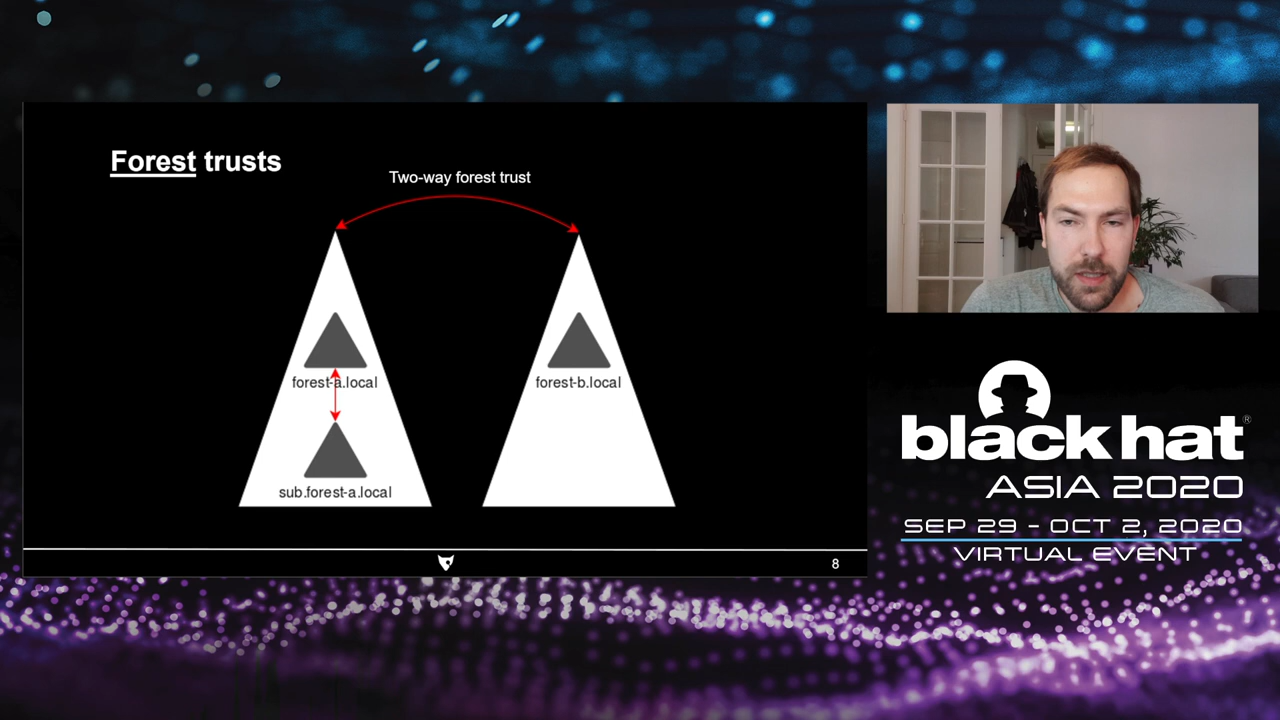 Forest trusts
Two-way forest trust
forest-a.local
forest-b.local
sub.forest-a.local
8
black hat®
ASIA 2020
SEP 29 - OCT 2, 2020
VIRTUAL EVENT